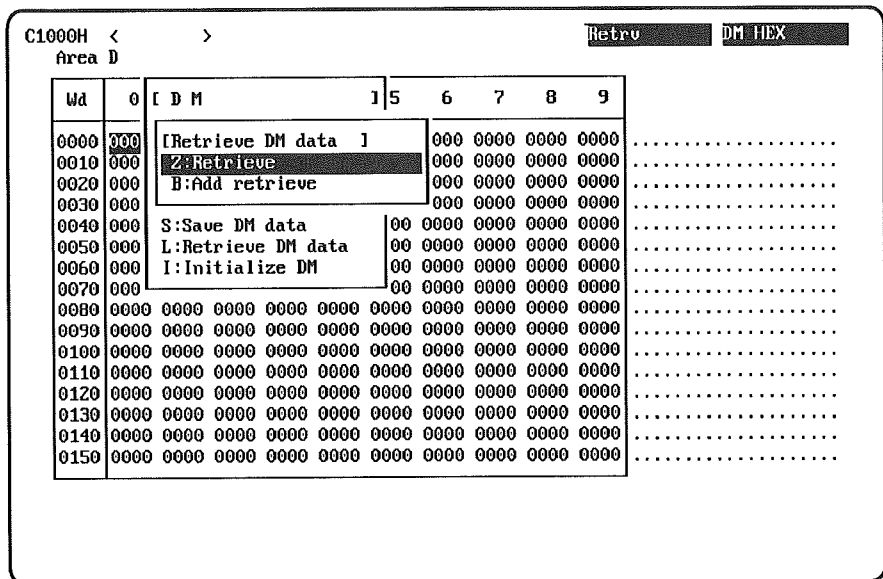 C1000H < > Retrv DM HEX
Area D
Wd 0 [ D M ] 5 6 7 8 9
0000 000 [Retrieve DM data ] 000 0000 0000 0000 ....................
0010 000 Z:Retrieve 000 0000 0000 0000 ....................
0020 000 B:Add retrieve 000 0000 0000 0000 ....................
0030 000 000 0000 0000 0000 ....................
0040 000 S:Save DM data 00 0000 0000 0000 0000 ....................
0050 000 L:Retrieve DM data 00 0000 0000 0000 0000 ....................
0060 000 I:Initialize DM 00 0000 0000 0000 0000 ....................
0070 000 00 0000 0000 0000 0000 ....................
0080 0000 0000 0000 0000 0000 0000 0000 0000 0000 0000 ....................
0090 0000 0000 0000 0000 0000 0000 0000 0000 0000 0000 ....................
0100 0000 0000 0000 0000 0000 0000 0000 0000 0000 0000 ....................
0110 0000 0000 0000 0000 0000 0000 0000 0000 0000 0000 ....................
0120 0000 0000 0000 0000 0000 0000 0000 0000 0000 0000 ....................
0130 0000 0000 0000 0000 0000 0000 0000 0000 0000 0000 ....................
0140 0000 0000 0000 0000 0000 0000 0000 0000 0000 0000 ....................
0150 0000 0000 0000 0000 0000 0000 0000 0000 0000 0000 ....................